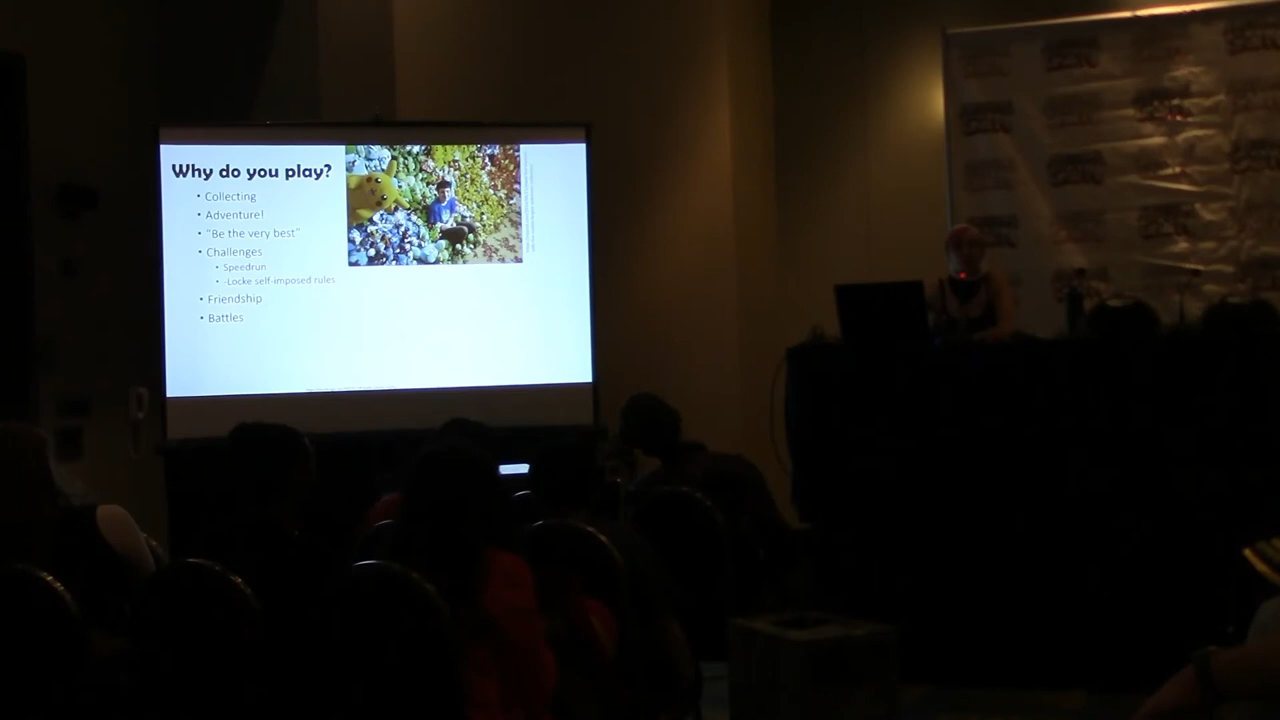 Why do you play?
• Collecting
• Adventure!
• "Be the very best"
• Challenges
• Speedrun
• -Locke self-imposed rules
• Friendship
• Battles